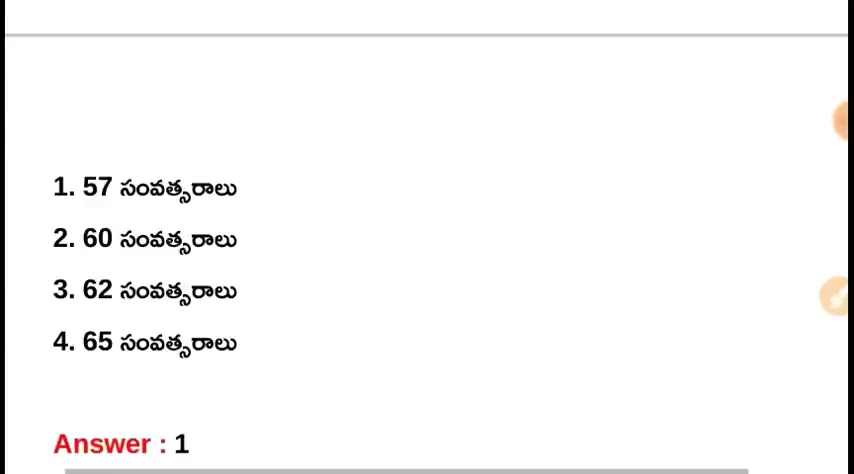 1. 57 సంవత్సరాలు
2. 60 సంవత్సరాలు
3. 62 సంవత్సరాలు
4. 65 సంవత్సరాలు
Answer : 1